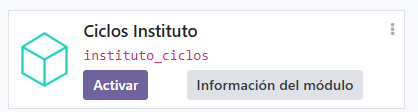 Ciclos Instituto
instituto_ciclos
Activar
Información del módulo